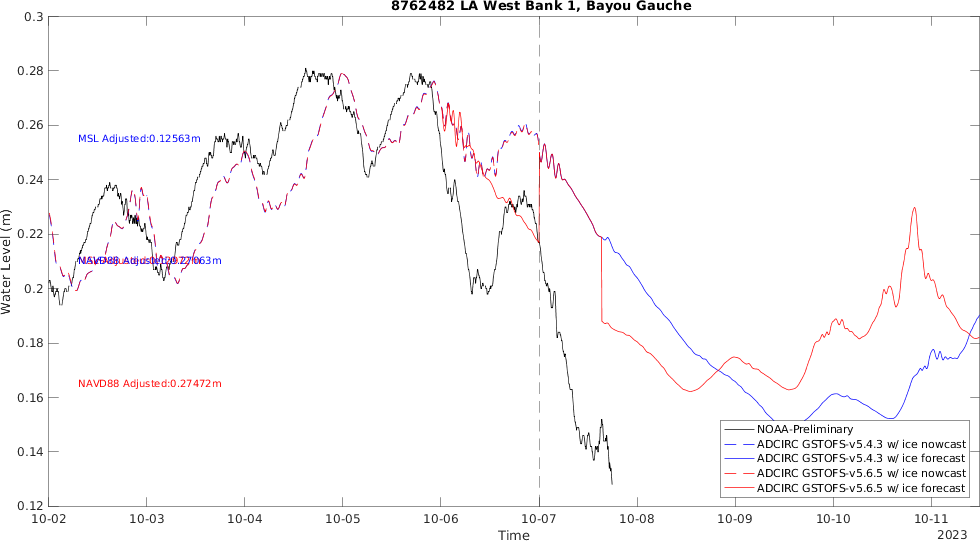 8762482 LA West Bank 1, Bayou Gauche
0.3
0.28
0.26
0.24
0.22
0.2
0.18
0.16
0.14
0.12
Water Level (m)
MSL Adjusted:0.12563m
NAVD88 Adjusted:0.27472m
NOAA-Preliminary
ADCIRC GSTOFS-v5.4.3 w/ ice nowcast
ADCIRC GSTOFS-v5.4.3 w/ ice forecast
ADCIRC GSTOFS-v5.6.5 w/ ice nowcast
ADCIRC GSTOFS-v5.6.5 w/ ice forecast
10-02 10-03 10-04 10-05 10-06 10-07 10-08 10-09 10-10 10-11
Time
2023